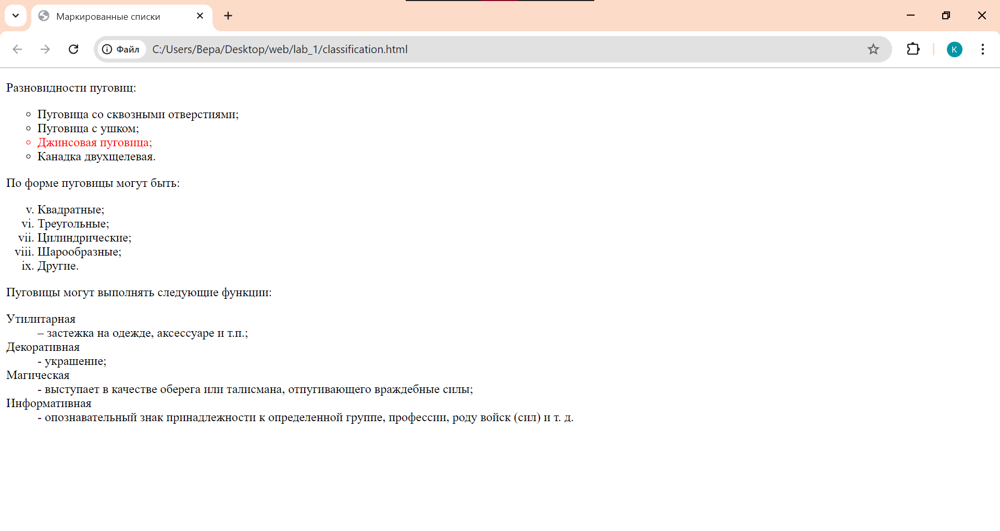 Маркированные списки
Файл C:/Users/Вера/Desktop/web/lab_1/classification.html
K
Разновидности пуговиц:
Пуговица со сквозными отверстиями;
Пуговица с ушком;
Джинсовая пуговица;
Канадка двухщелевая.
По форме пуговицы могут быть:
v. Квадратные;
vi. Треугольные;
vii. Цилиндрические;
viii. Шарообразные;
ix. Другие.
Пуговицы могут выполнять следующие функции:
Утилитарная
– застежка на одежде, аксессуаре и т.п.;
Декоративная
- украшение;
Магическая
- выступает в качестве оберега или талисмана, отпугивающего враждебные силы;
Информативная
- опознавательный знак принадлежности к определенной группе, профессии, роду войск (сил) и т. д.